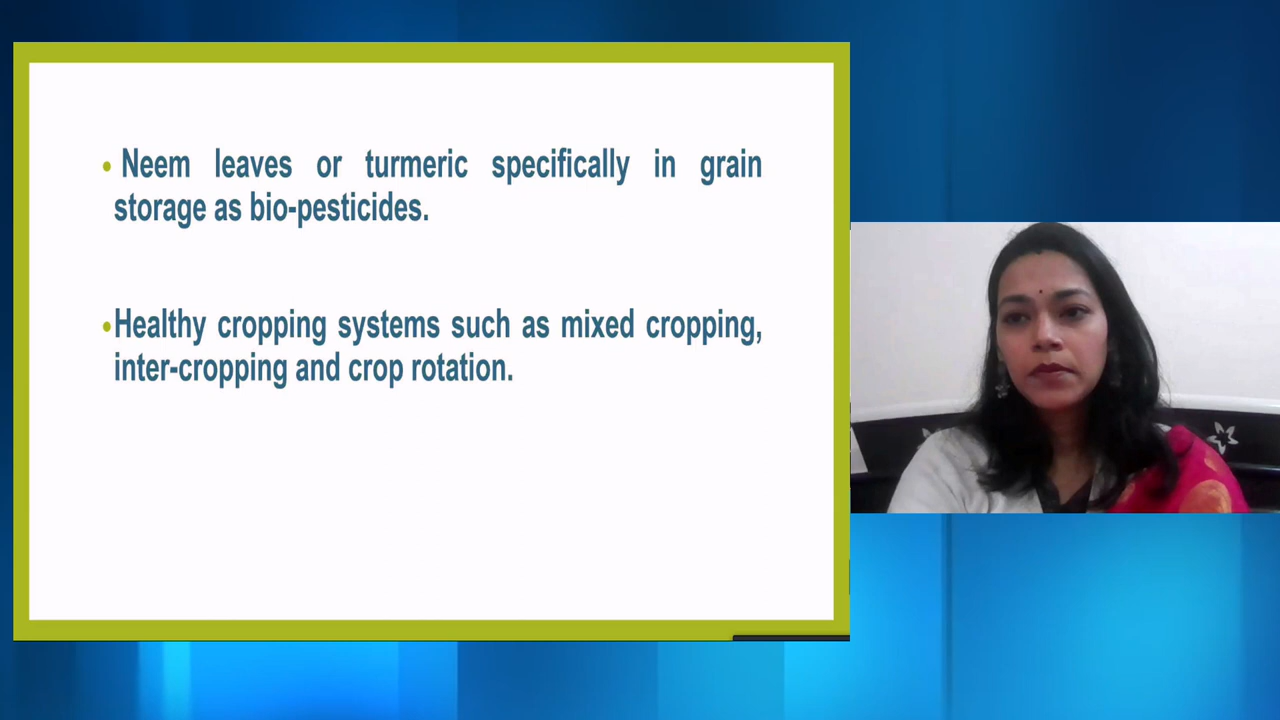 • Neem leaves or turmeric specifically in grain
storage as bio-pesticides.
•Healthy cropping systems such as mixed cropping,
inter-cropping and crop rotation.